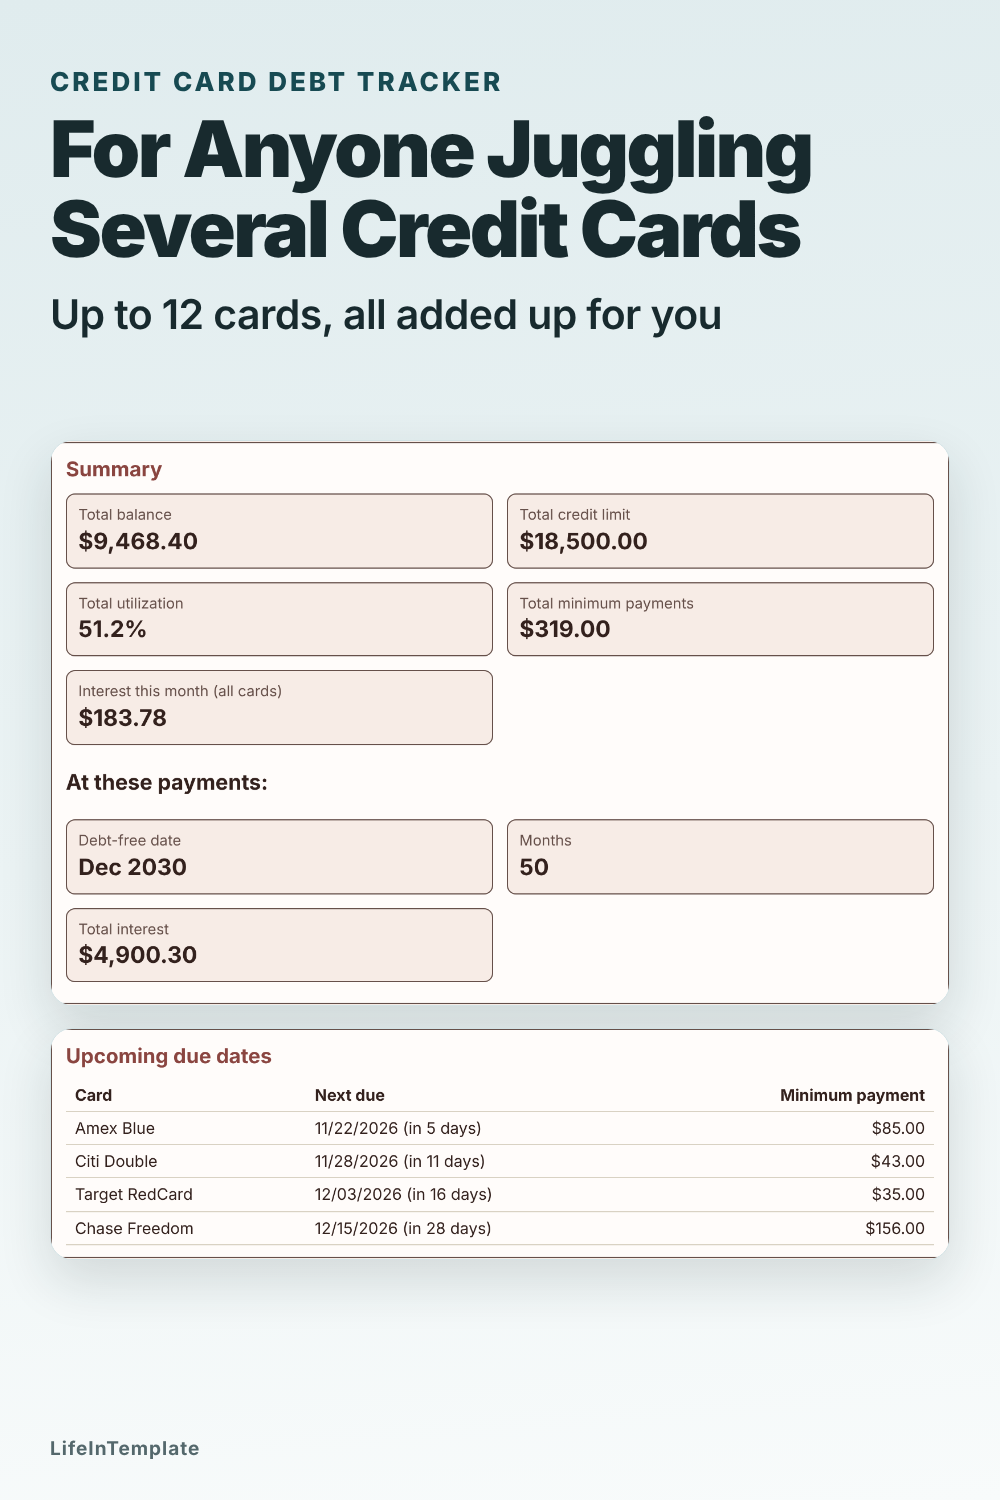 CREDIT CARD DEBT TRACKER
For Anyone Juggling
Several Credit Cards
Up to 12 cards, all added up for you
Summary
Total balance
$9,468.40
Total credit limit
$18,500.00
Total utilization
51.2%
Total minimum payments
$319.00
Interest this month (all cards)
$183.78
At these payments:
Debt-free date
Dec 2030
Months
50
Total interest
$4,900.30
Upcoming due dates
Card Next due Minimum payment
Amex Blue 11/22/2026 (in 5 days) $85.00
Citi Double 11/28/2026 (in 11 days) $43.00
Target RedCard 12/03/2026 (in 16 days) $35.00
Chase Freedom 12/15/2026 (in 28 days) $156.00
LifeInTemplate